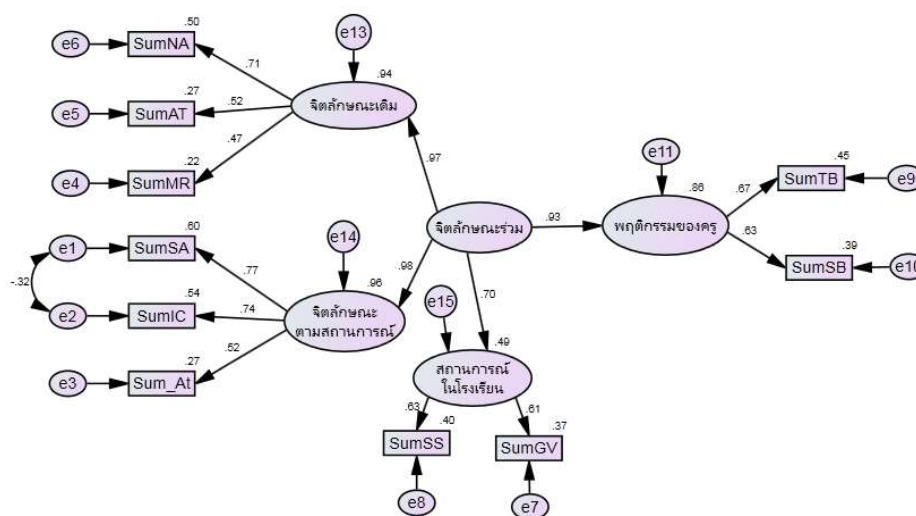 .50
e13
e6
SumNA
.94
.71
.27
จิตลักษณะเดิม
e5
SumAT
.52
.47
e11
.45
.22
.97
.86
.67
SumTB
e9
e4
SumMR
.60
จิตลักษณะร่วม
.93
พฤติกรรมของครู
e14
.63
.39
e1
SumSA
SumSB
e10
.77
.96
.98
-.32
.54
จิตลักษณะ
ตามสถานการณ์
e15
.70
e2
SumIC
.74
.49
.27
.52
สถานการณ์
ในโรงเรียน
e3
Sum_At
.63
.61
.40
.37
SumSS
SumGV
e8
e7